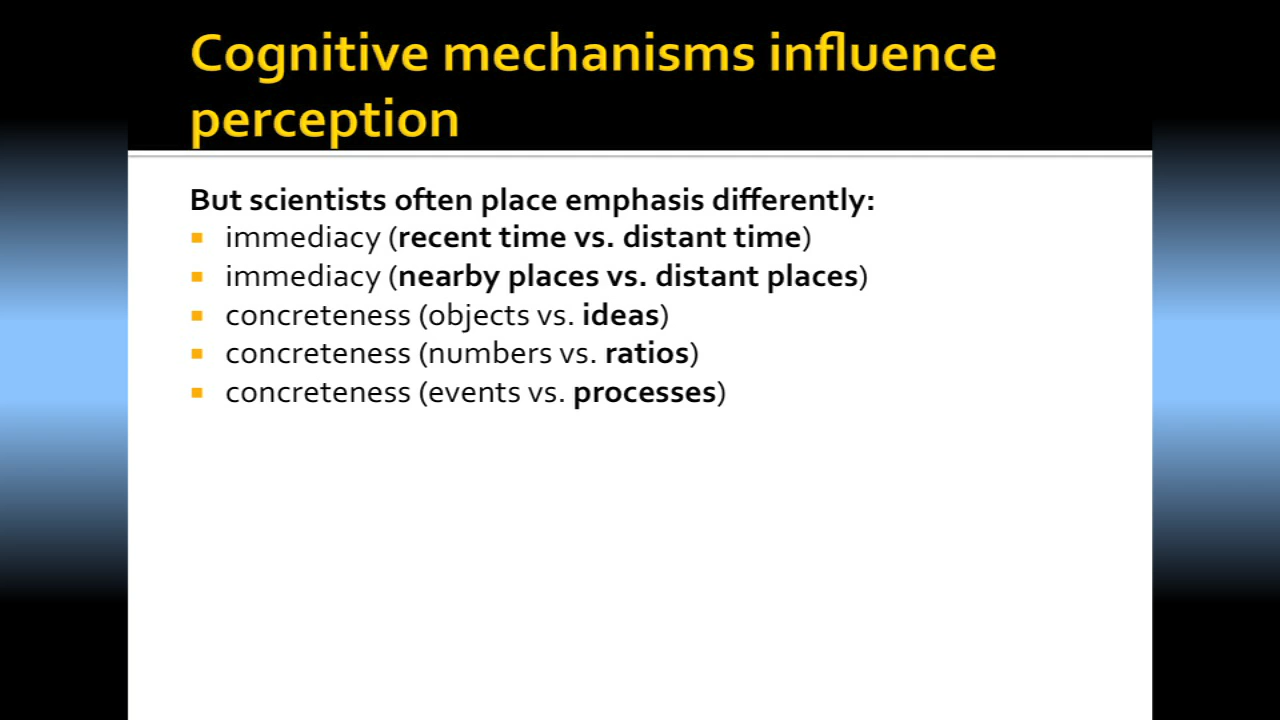 Cognitive mechanisms influence
perception
But scientists often place emphasis differently:
immediacy (recent time vs. distant time)
immediacy (nearby places vs. distant places)
concreteness (objects vs. ideas)
concreteness (numbers vs. ratios)
concreteness (events vs. processes)